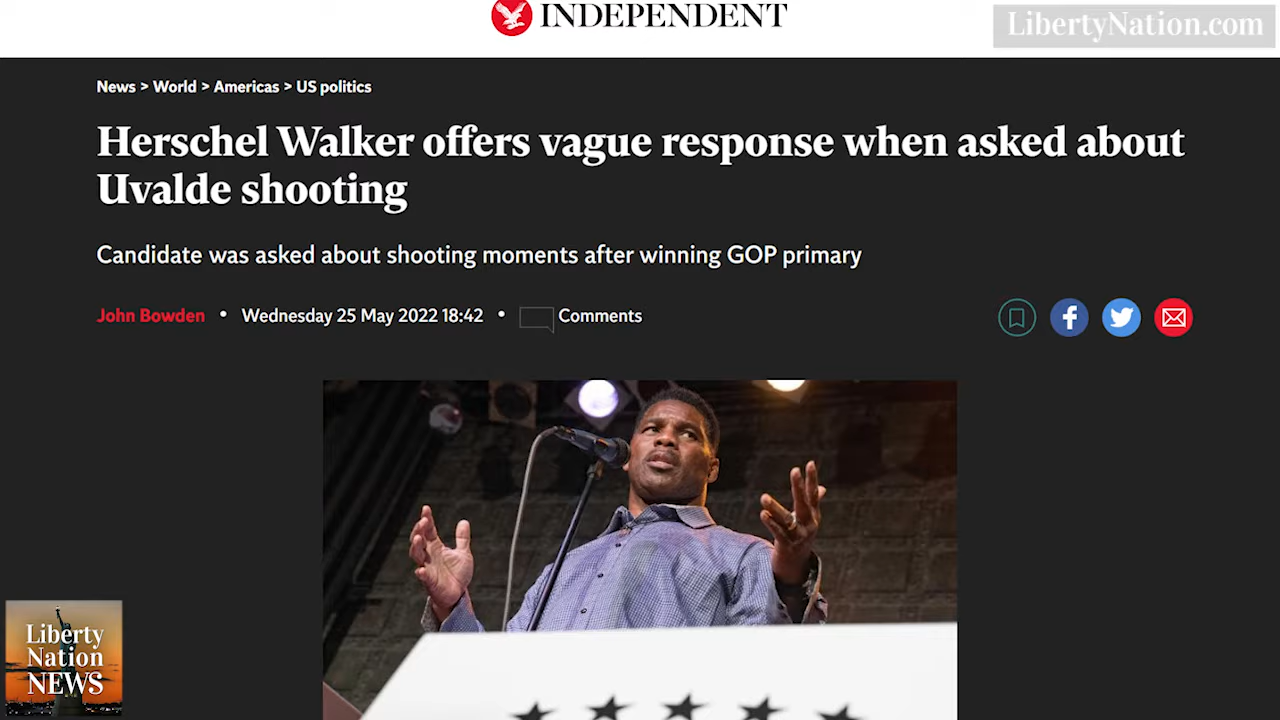 INDEPENDENT
LibertyNation.com
News > World > Americas > US politics
Herschel Walker offers vague response when asked about
Uvalde shooting
Candidate was asked about shooting moments after winning GOP primary
John Bowden • Wednesday 25 May 2022 18:42 • Comments
Liberty
Nation
NEWS